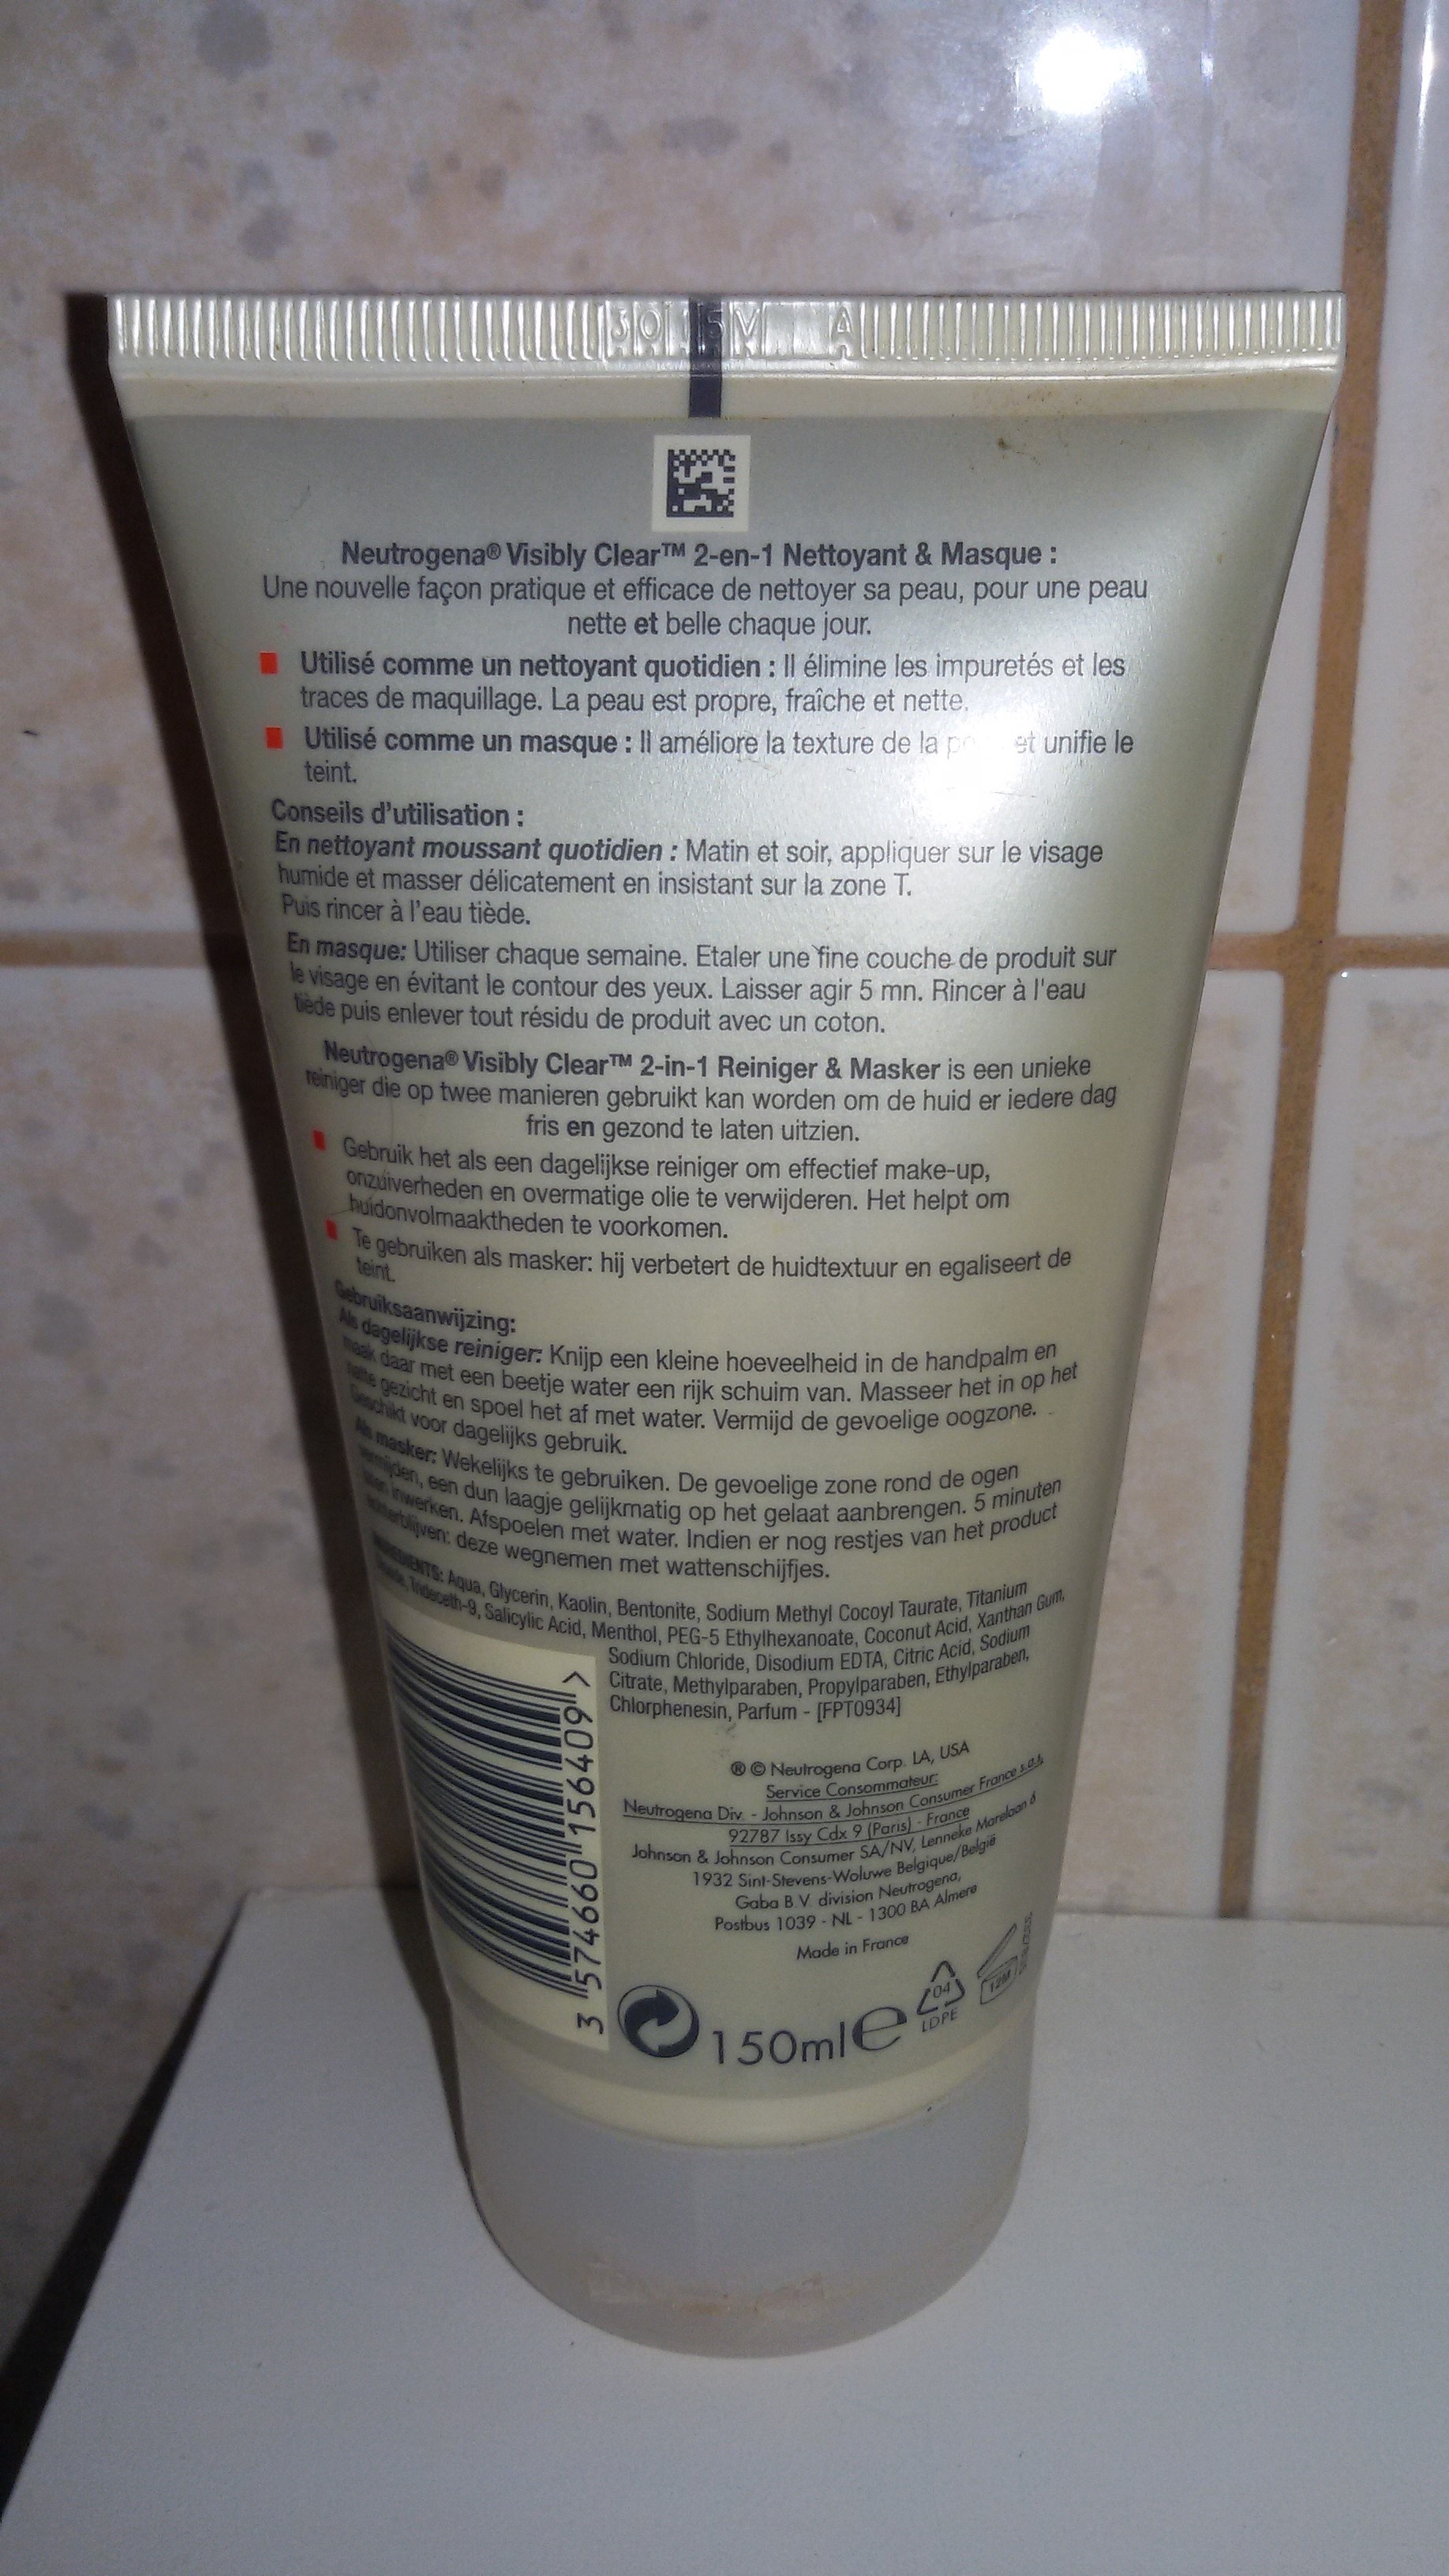 Neutrogena® Visibly Clear™ 2-en-1 Nettoyant & Masque :
Une nouvelle façon pratique et efficace de nettoyer sa peau, pour une peau
nette et belle chaque jour.
Utilisé comme un nettoyant quotidien : Il élimine les impuretés et les
traces de maquillage. La peau est propre, fraîche et nette.
Utilisé comme un masque : Il améliore la texture de la et unifie le
teint.
Conseils d'utilisation :
En nettoyant moussant quotidien : Matin et soir, appliquer sur le visage
humide et masser délicatement en insistant sur la zone T.
Puis rincer à l'eau tiède.
En masque: Utiliser chaque semaine. Etaler une fine couche de produit sur
le visage en évitant le contour des yeux. Laisser agir 5 mn. Rincer à l'eau
tiède puis enlever tout résidu de produit avec un coton.
Neutrogena® Visibly Clear™ 2-in-1 Reiniger & Masker is een unieke
reiniger die op twee manieren gebruikt kan worden om de huid er iedere dag
fris en gezond te laten uitzien.
Gebruik het als een dagelijkse reiniger om effectief make-up,
onzuiverheden en overmatige olie te verwijderen. Het helpt om
huidonvolmaaktheden te voorkomen.
Te gebruiken als masker: hij verbetert de huidtextuur en egaliseert de
teint.
Gebruiksaanwijzing:
Als dagelijkse reiniger: Knijp een kleine hoeveelheid in de handpalm en
maak daar met een beetje water een rijk schuim van. Masseer het in op het
natte gezicht en spoel het af met water. Vermijd de gevoelige oogzone.
Geschikt voor dagelijks gebruik.
Als masker: Wekelijks te gebruiken. De gevoelige zone rond de ogen
vermijden, een dun laagje gelijkmatig op het gelaat aanbrengen. 5 minuten
laten inwerken. Afspoelen met water. Indien er nog restjes van het product
achterblijven: deze wegnemen met wattenschijfjes.
INGREDIENTS: Aqua, Glycerin, Kaolin, Bentonite, Sodium Methyl Cocoyl Taurate, Titanium
Dioxide, Trideceth-9, Salicylic Acid, Menthol, PEG-5 Ethylhexanoate, Coconut Acid, Xanthan Gum,
Sodium Chloride, Disodium EDTA, Citric Acid, Sodium
Citrate, Methylparaben, Propylparaben, Ethylparaben,
Chlorphenesin, Parfum - [FPT0934]
® © Neutrogena Corp. LA, USA
Service Consommateur:
Neutrogena Div. - Johnson & Johnson Consumer France s.a.s.
92787 Issy Cdx 9 (Paris) - France
Johnson & Johnson Consumer SA/NV, Lenneke Marelaan 6
1932 Sint-Stevens-Woluwe Belgique/België
Gaba B.V. division Neutrogena,
Postbus 1039 - NL - 1300 BA Almere
Made in France
3 574660 156409 >
150ml e
04
LDPE
12M